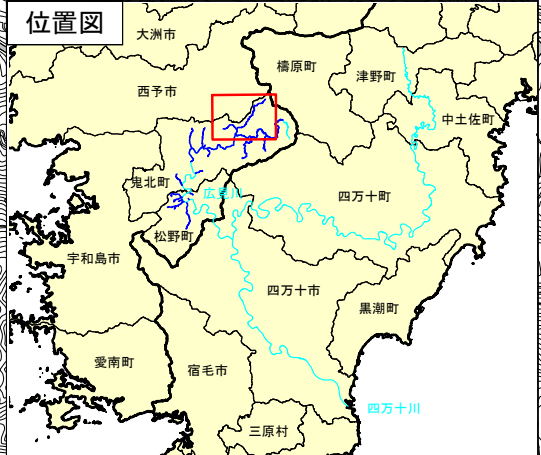 位置図
大洲市
檮原町
津野町
西予市
中土佐町
鬼北町
広見川
四万十町
松野町
宇和島市
四万十市
黒潮町
愛南町
宿毛市
四万十川
三原村